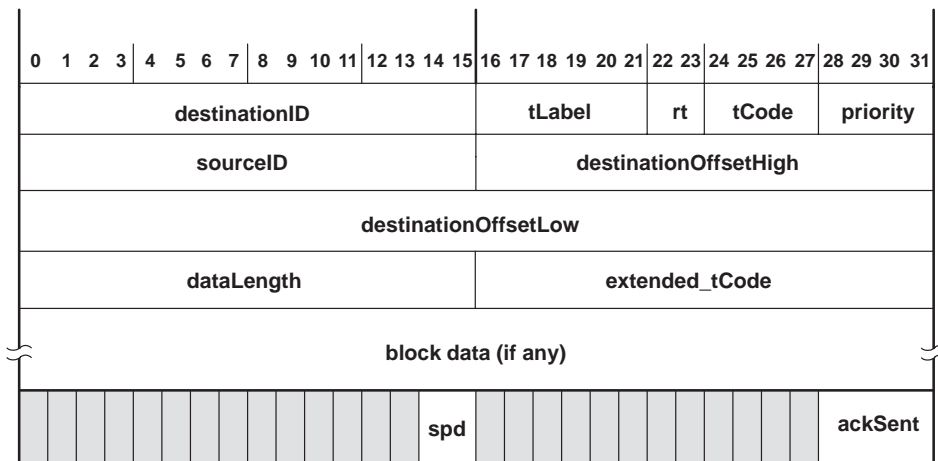 0 1 2 3 4 5 6 7 8 9 10 11 12 13 14 15 16 17 18 19 20 21 22 23 24 25 26 27 28 29 30 31
destinationID tLabel rt tCode priority
sourceID destinationOffsetHigh
destinationOffsetLow
dataLength extended_tCode
block data (if any)
spd ackSent